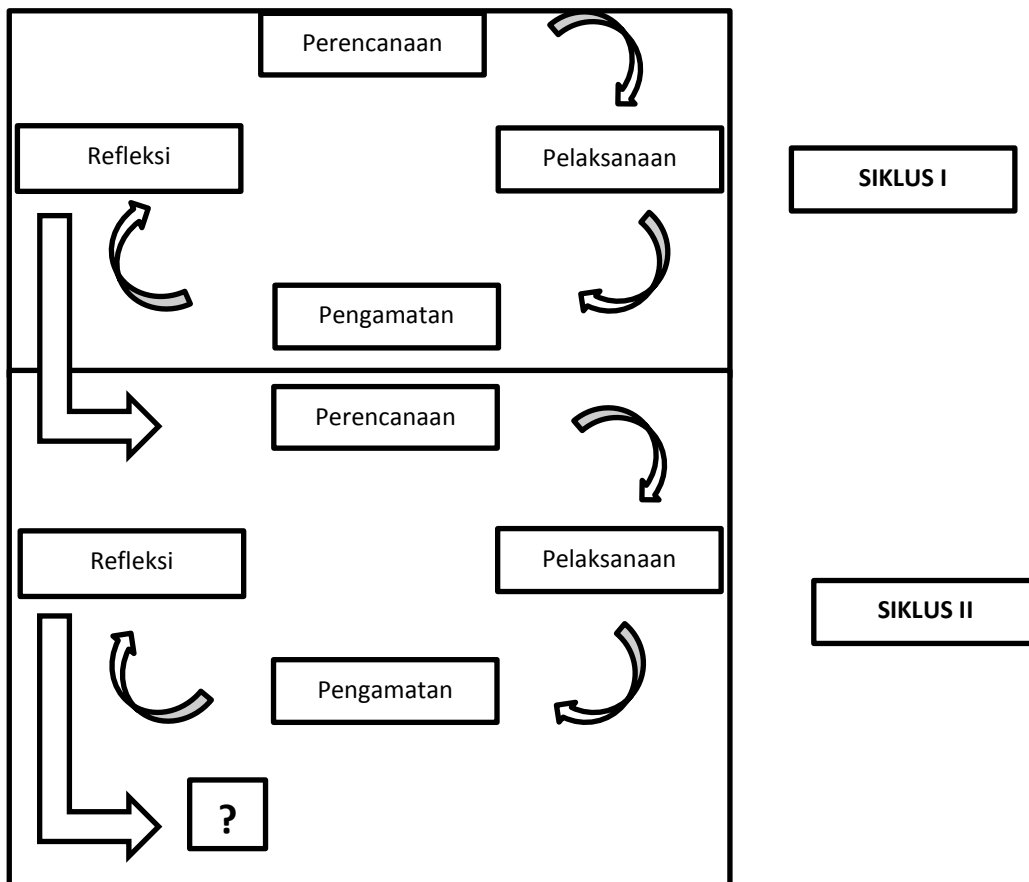 Perencanaan
Refleksi
Pelaksanaan
SIKLUS I
Pengamatan
Perencanaan
Refleksi
Pelaksanaan
SIKLUS II
Pengamatan
?